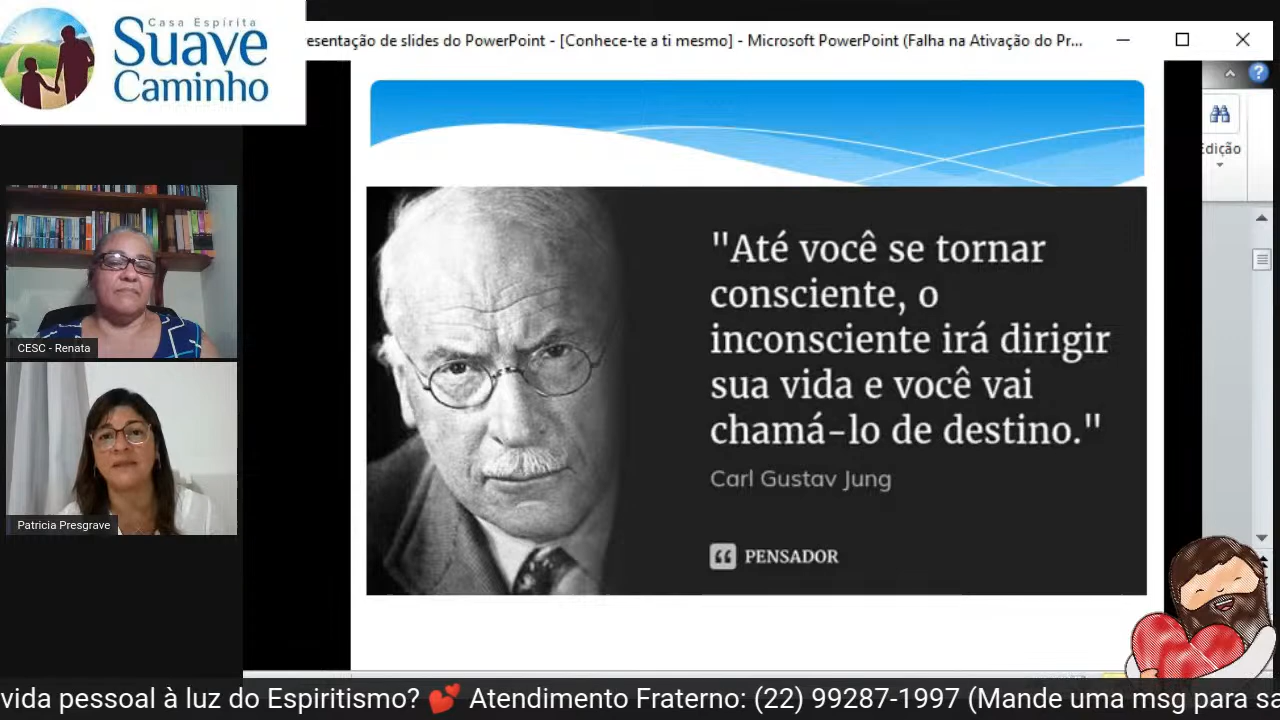 Casa Espírita
Suave
Caminho
esentação de slides do PowerPoint - [Conhece-te a ti mesmo] - Microsoft PowerPoint (Falha na Ativação do Pr...
dição
"Até você se tornar
consciente, o
inconsciente irá dirigir
sua vida e você vai
chamá-lo de destino."
Carl Gustav Jung
PENSADOR
CESC - Renata
Patricia Presgrave
vida pessoal à luz do Espiritismo? 💕 Atendimento Fraterno: (22) 99287-1997 (Mande uma msg para sa